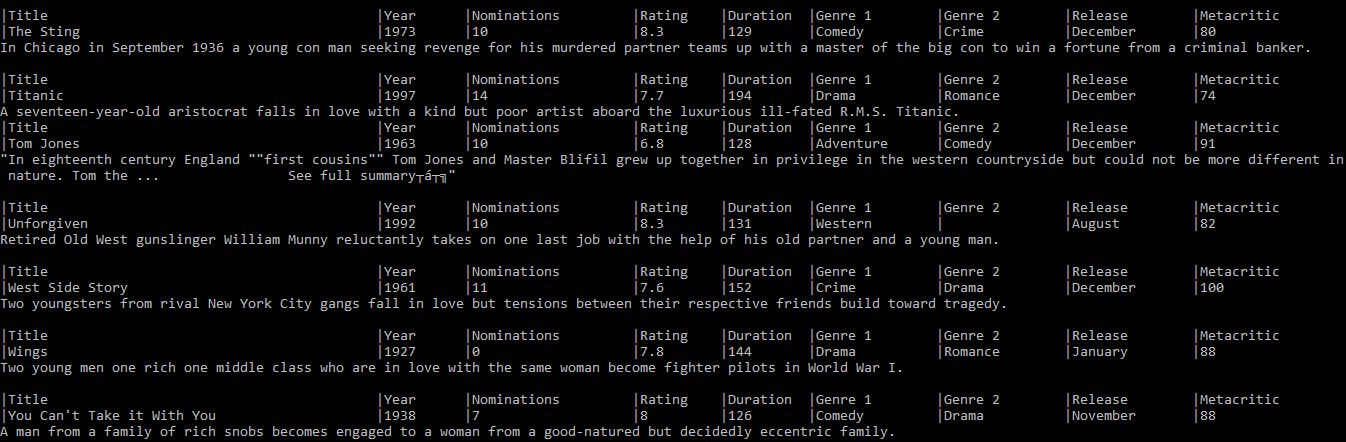 |Title |Year |Nominations |Rating |Duration |Genre 1 |Genre 2 |Release |Metacritic
|The Sting |1973 |10 |8.3 |129 |Comedy |Crime |December |80
In Chicago in September 1936 a young con man seeking revenge for his murdered partner teams up with a master of the big con to win a fortune from a criminal banker.
|Title |Year |Nominations |Rating |Duration |Genre 1 |Genre 2 |Release |Metacritic
|Titanic |1997 |14 |7.7 |194 |Drama |Romance |December |74
A seventeen-year-old aristocrat falls in love with a kind but poor artist aboard the luxurious ill-fated R.M.S. Titanic.
|Title |Year |Nominations |Rating |Duration |Genre 1 |Genre 2 |Release |Metacritic
|Tom Jones |1963 |10 |6.8 |128 |Adventure |Comedy |December |91
"In eighteenth century England ""first cousins"" Tom Jones and Master Blifil grew up together in privilege in the western countryside but could not be more different in
nature. Tom the ... See full summary┬á┬╗"
|Title |Year |Nominations |Rating |Duration |Genre 1 |Genre 2 |Release |Metacritic
|Unforgiven |1992 |10 |8.3 |131 |Western | |August |82
Retired Old West gunslinger William Munny reluctantly takes on one last job with the help of his old partner and a young man.
|Title |Year |Nominations |Rating |Duration |Genre 1 |Genre 2 |Release |Metacritic
|West Side Story |1961 |11 |7.6 |152 |Crime |Drama |December |100
Two youngsters from rival New York City gangs fall in love but tensions between their respective friends build toward tragedy.
|Title |Year |Nominations |Rating |Duration |Genre 1 |Genre 2 |Release |Metacritic
|Wings |1927 |0 |7.8 |144 |Drama |Romance |January |88
Two young men one rich one middle class who are in love with the same woman become fighter pilots in World War I.
|Title |Year |Nominations |Rating |Duration |Genre 1 |Genre 2 |Release |Metacritic
|You Can't Take it With You |1938 |7 |8 |126 |Comedy |Drama |November |88
A man from a family of rich snobs becomes engaged to a woman from a good-natured but decidedly eccentric family.